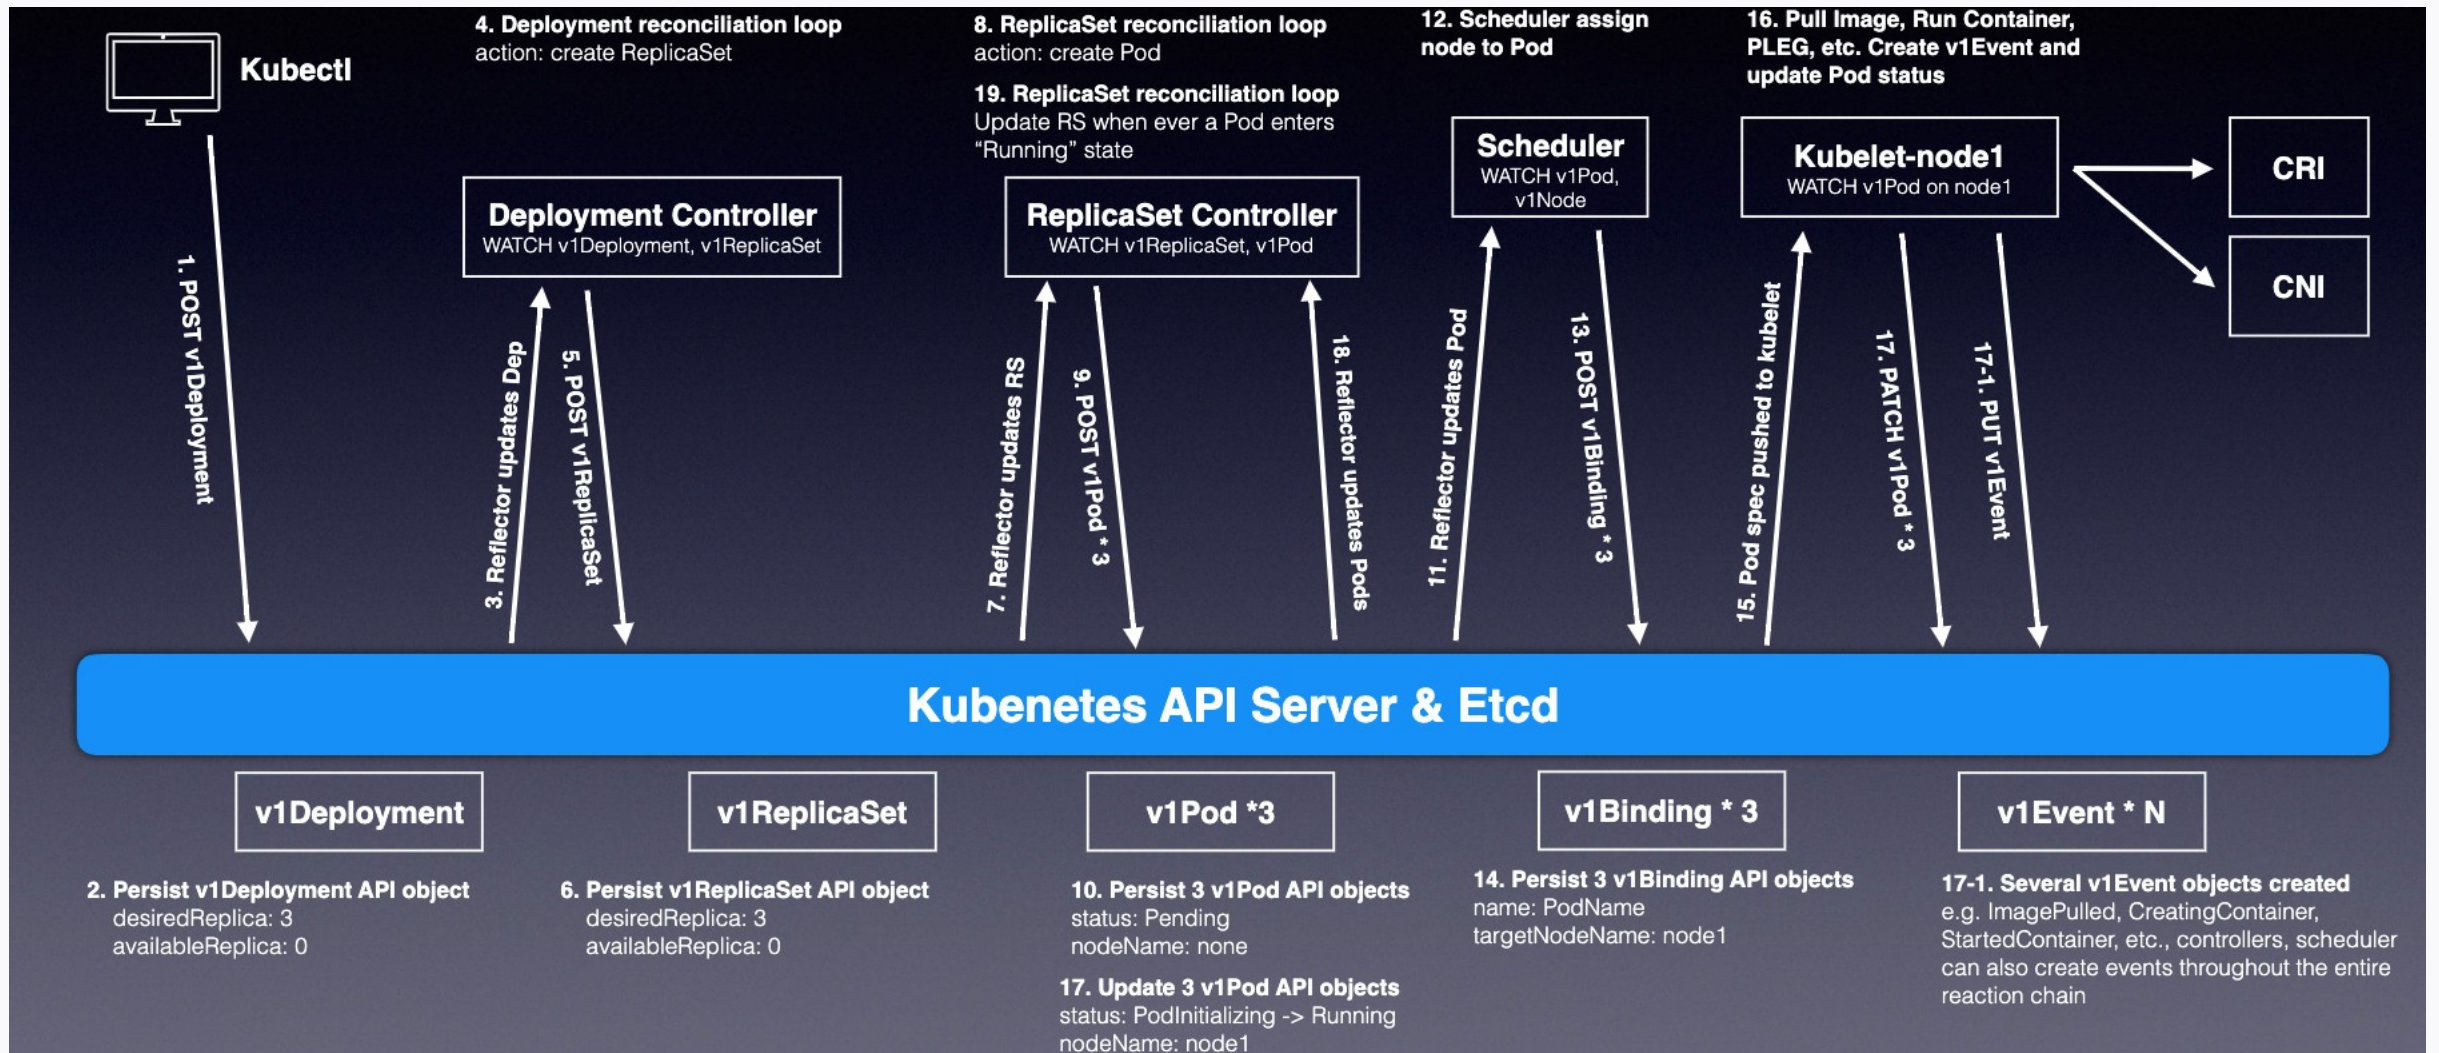 Kubectl
4. Deployment reconciliation loop
action: create ReplicaSet
8. ReplicaSet reconciliation loop
action: create Pod
19. ReplicaSet reconciliation loop
Update RS when ever a Pod enters
“Running” state
12. Scheduler assign
node to Pod
16. Pull Image, Run Container,
PLEG, etc. Create v1Event and
update Pod status
Deployment Controller
WATCH v1Deployment, v1ReplicaSet
ReplicaSet Controller
WATCH v1ReplicaSet, v1Pod
Scheduler
WATCH v1Pod,
v1Node
Kubelet-node1
WATCH v1Pod on node1
CRI
CNI
1. POST v1Deployment
3. Reflector updates Dep
5. POST v1ReplicaSet
7. Reflector updates RS
9. POST v1Pod * 3
18. Reflector updates Pods
11. Reflector updates Pod
13. POST v1Binding * 3
15. Pod spec pushed to kubelet
17. PATCH v1Pod * 3
17-1. PUT v1Event
Kubenetes API Server & Etcd
v1Deployment
v1ReplicaSet
v1Pod *3
v1Binding * 3
v1Event * N
2. Persist v1Deployment API object
desiredReplica: 3
availableReplica: 0
6. Persist v1ReplicaSet API object
desiredReplica: 3
availableReplica: 0
10. Persist 3 v1Pod API objects
status: Pending
nodeName: none
17. Update 3 v1Pod API objects
status: PodInitializing -> Running
nodeName: node1
14. Persist 3 v1Binding API objects
name: PodName
targetNodeName: node1
17-1. Several v1Event objects created
e.g. ImagePulled, CreatingContainer,
StartedContainer, etc., controllers, scheduler
can also create events throughout the entire
reaction chain